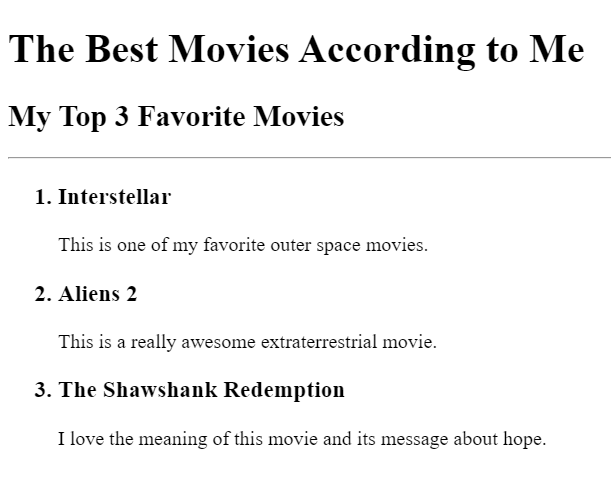 The Best Movies According to Me
My Top 3 Favorite Movies
1. Interstellar
This is one of my favorite outer space movies.
2. Aliens 2
This is a really awesome extraterrestrial movie.
3. The Shawshank Redemption
I love the meaning of this movie and its message about hope.